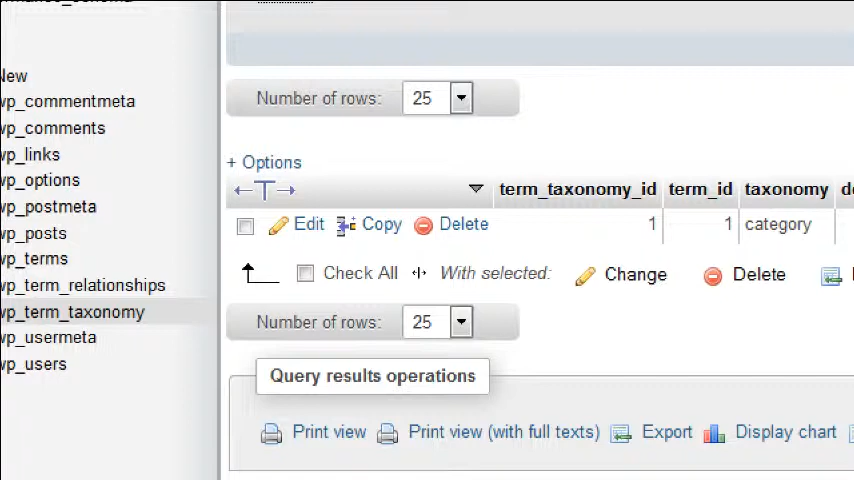 New
wp_commentmeta
wp_comments
wp_links
wp_options
wp_postmeta
wp_posts
wp_terms
wp_term_relationships
wp_term_taxonomy
wp_usermeta
wp_users
Number of rows: 25
+ Options
term_taxonomy_id term_id taxonomy
Edit Copy Delete 1 1 category
Check All With selected: Change Delete
Number of rows: 25
Query results operations
Print view Print view (with full texts) Export Display chart